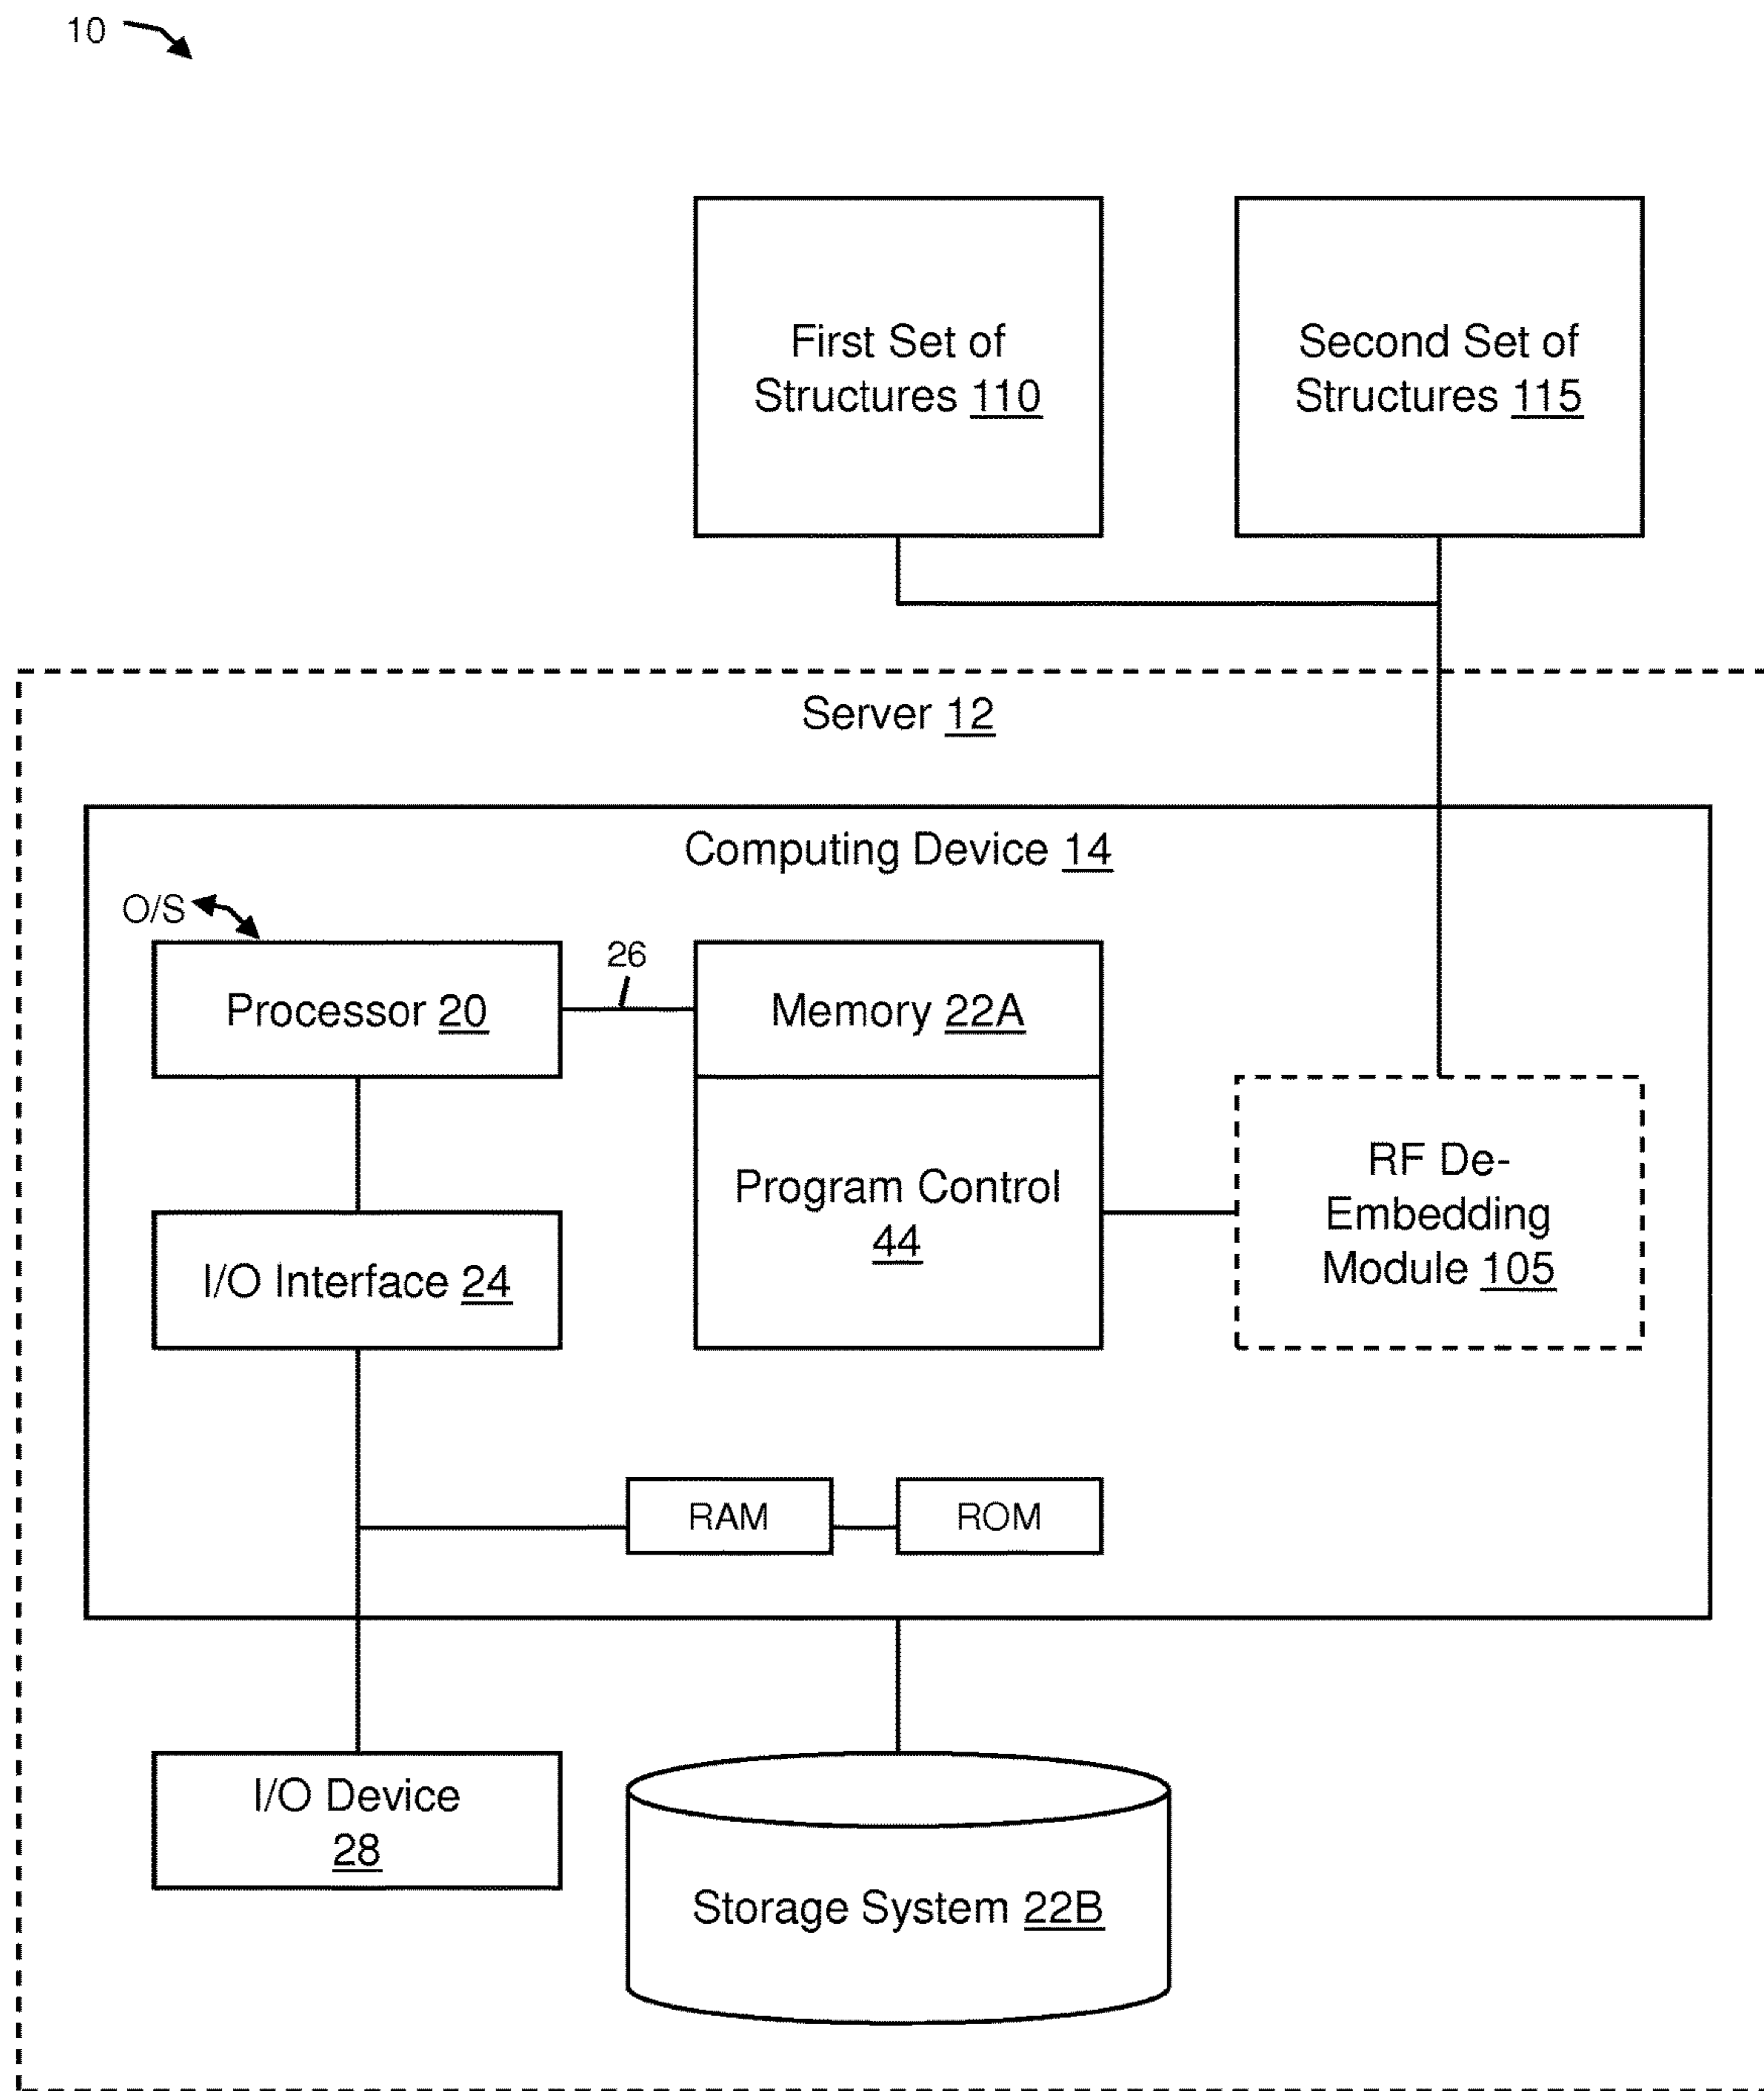 10
First Set of
Structures 110
Second Set of
Structures 115
Server 12
Computing Device 14
O/S
26
Processor 20
Memory 22A
Program Control
44
RF De-
Embedding
Module 105
I/O Interface 24
RAM
ROM
I/O Device
28
Storage System 22B